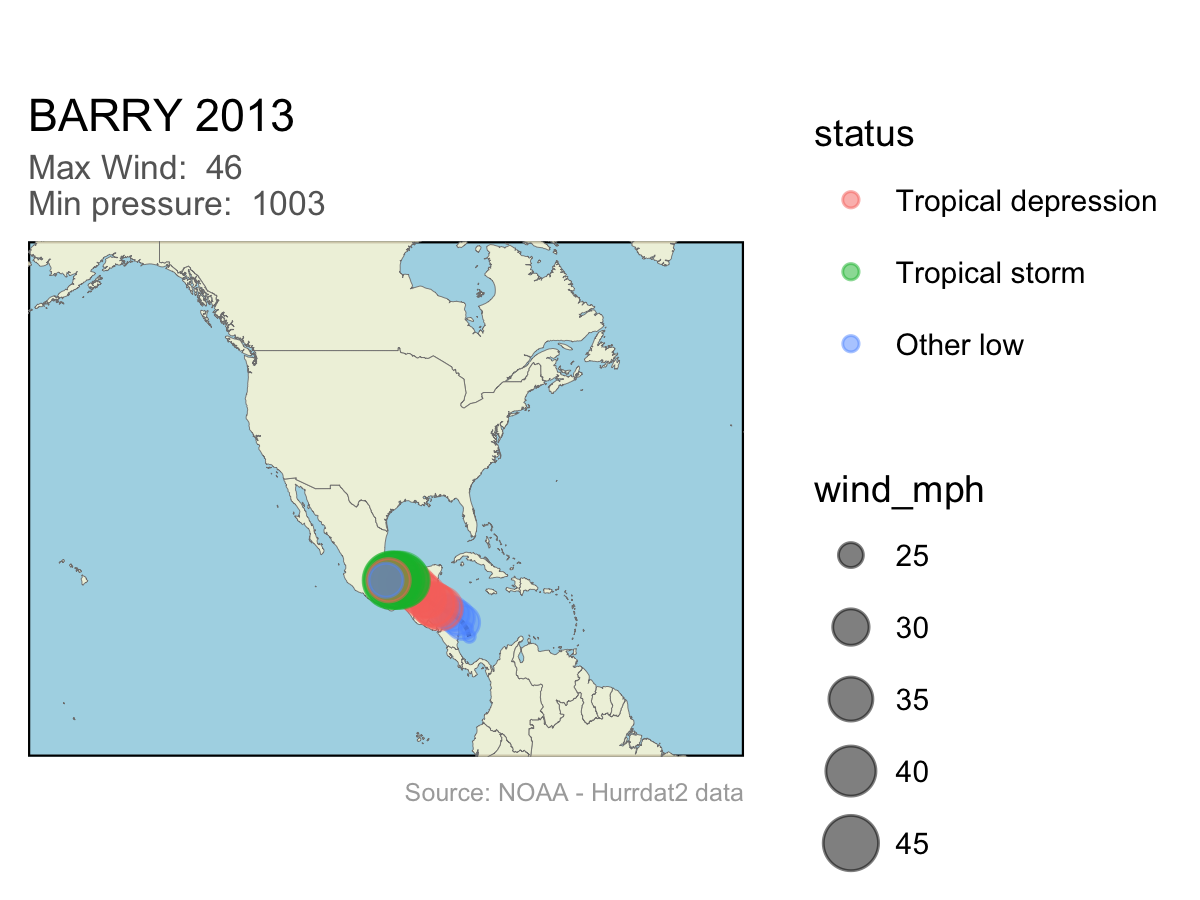 BARRY 2013
Max Wind:  46
Min pressure:  1003
status
Tropical depression
Tropical storm
Other low
wind_mph
25
30
35
40
45
Source: NOAA - Hurrdat2 data